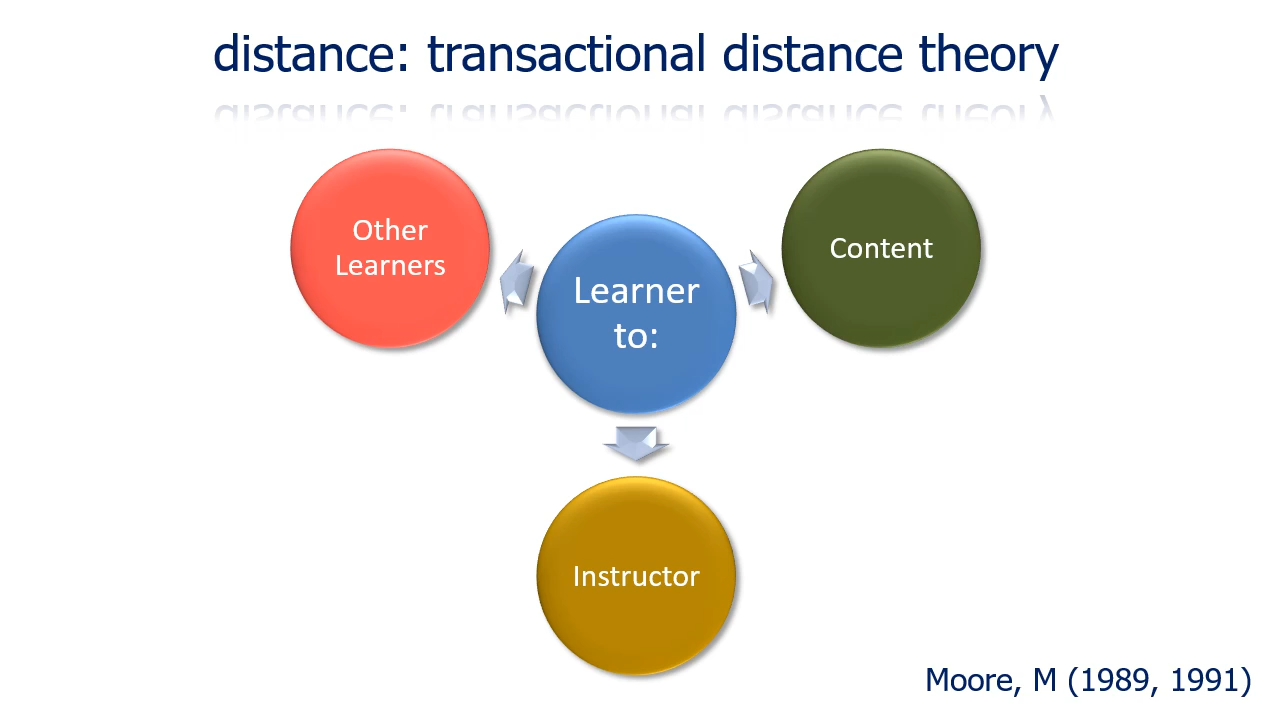 distance: transactional distance theory
Other
Learners
Content
Learner
to:
Instructor
Moore, M (1989, 1991)